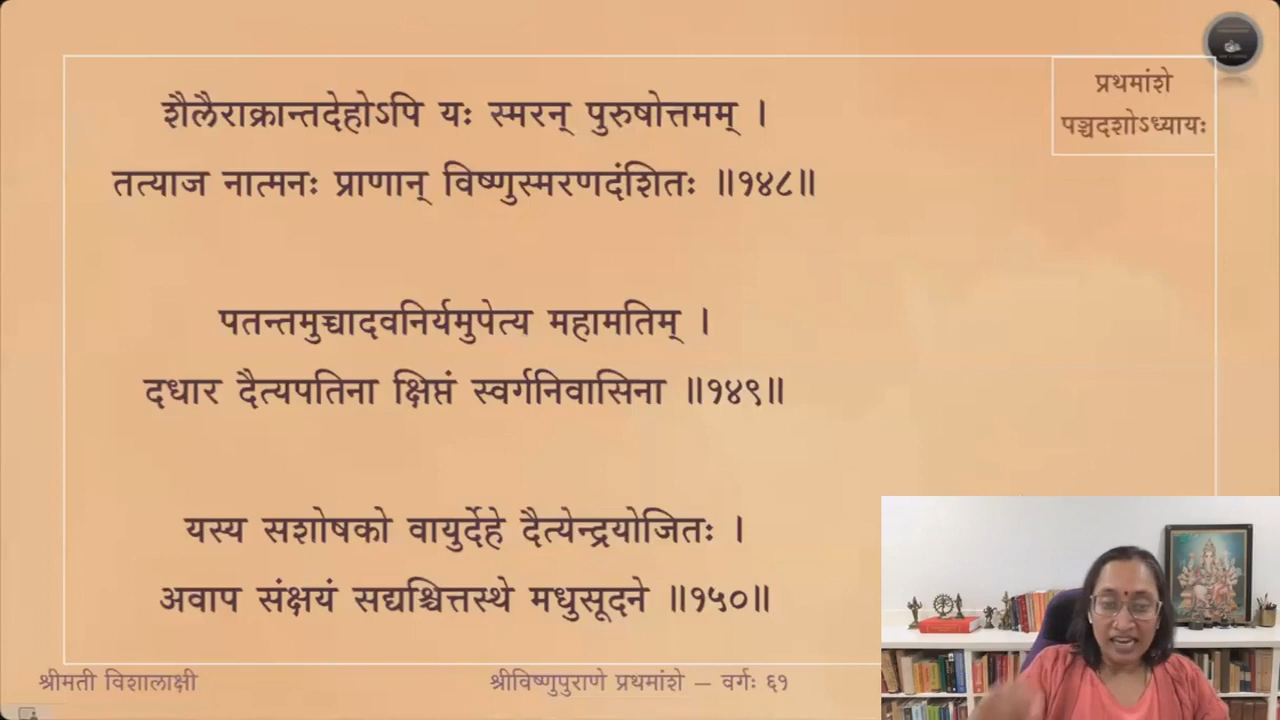 प्रथमांशे
पञ्चदशोऽध्यायः
शैलैराक्रान्तदेहोऽपि यः स्मरन् पुरुषोत्तमम् ।
तत्याज नात्मनः प्राणान् विष्णुस्मरणदंशितः ॥१४८॥
पतन्तमुच्चादवनिर्यमुपेत्य महामतिम् ।
दधार दैत्यपतिना क्षिप्तं स्वर्गनिवासिना ॥१४९॥
यस्य सशोषको वायुर्देहे दैत्येन्द्रयोजितः ।
अवाप संक्षयं सद्यश्चित्तस्थे मधुसूदने ॥१५०॥
श्रीमती विशालाक्षी
श्रीविष्णुपुराणे प्रथमांशे – वर्गः ६१